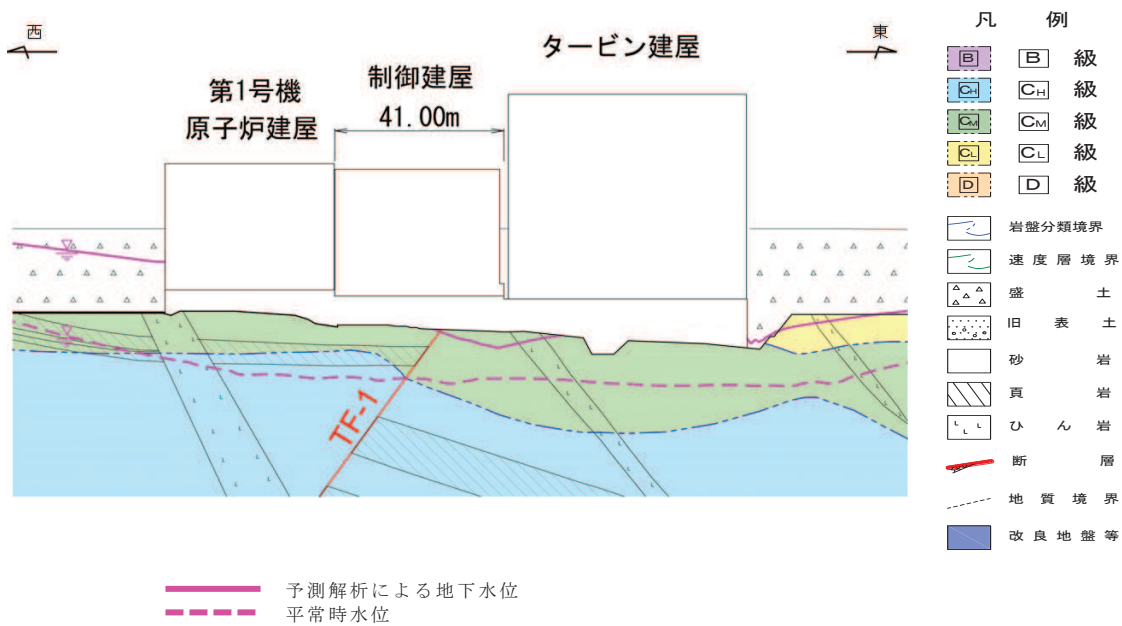 西
東
第1号機
原子炉建屋
制御建屋
41.00m
タービン建屋
TF-1
凡 例
B B 級
CH CH 級
CM CM 級
CL CL 級
D D 級
岩盤分類境界
速度層境界
盛土
旧表土
砂岩
頁岩
ひん岩
断層
地質境界
改良地盤等
予測解析による地下水位
平常時水位